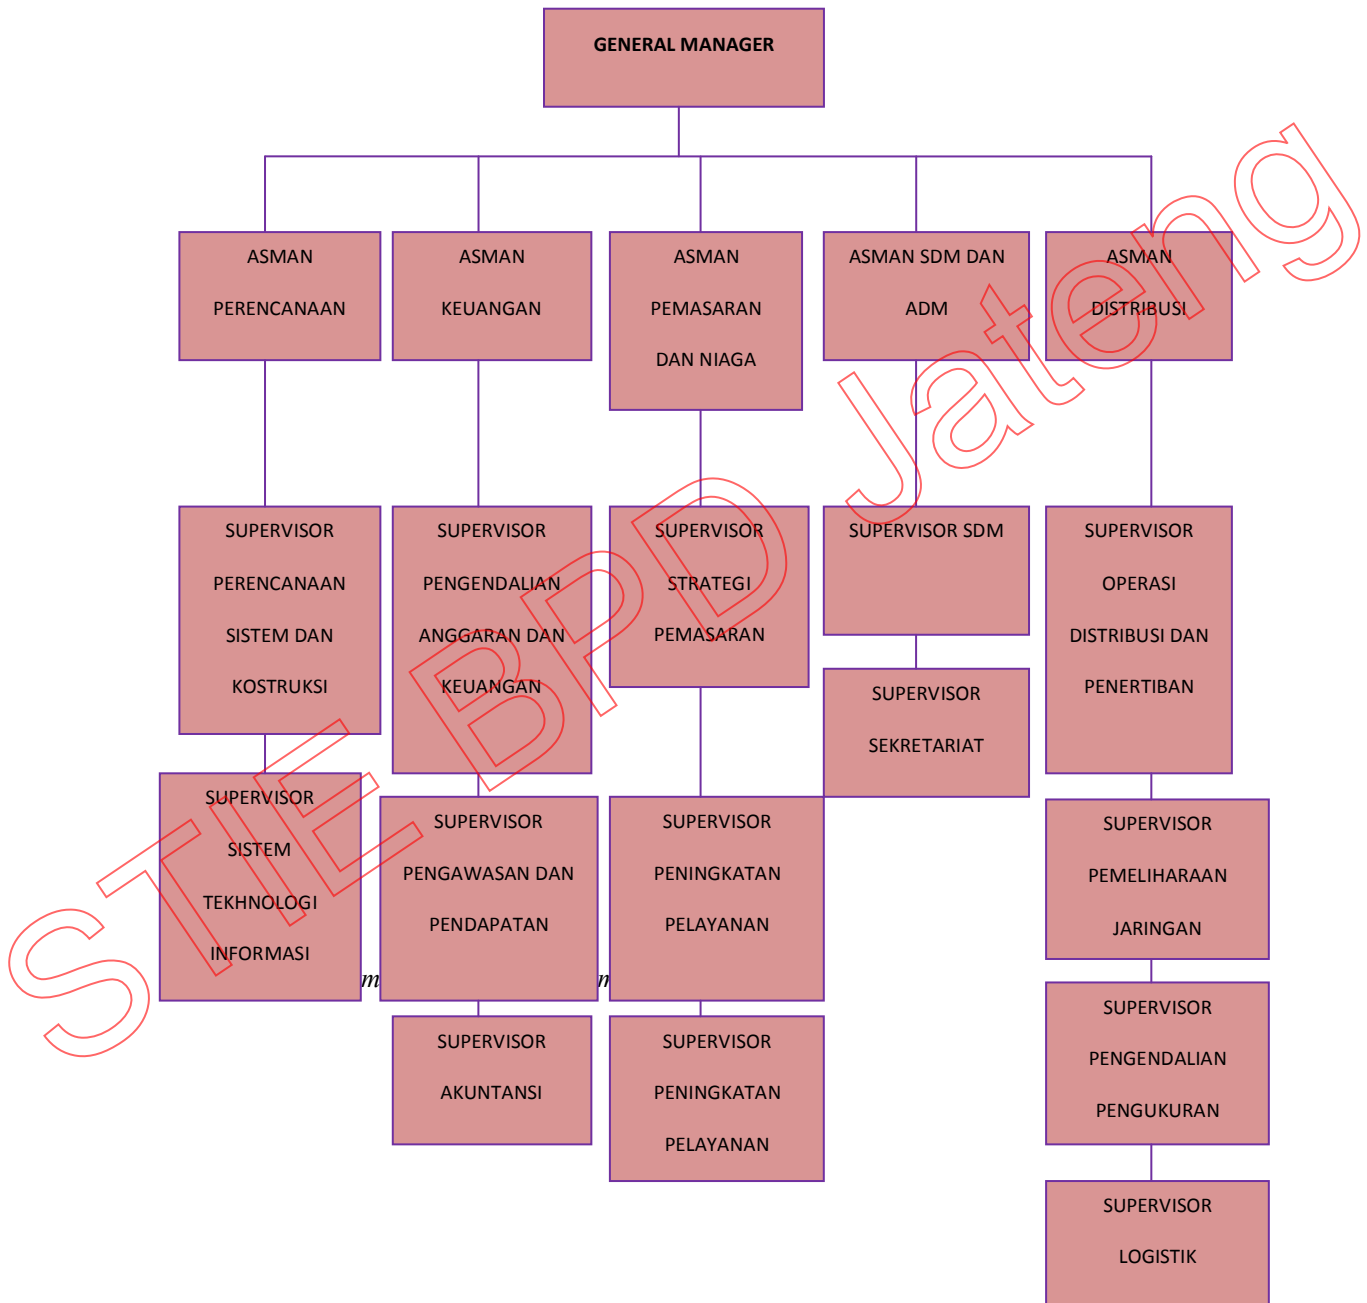 GENERAL MANAGER
ASMAN
PERENCANAAN
ASMAN
KEUANGAN
ASMAN
PEMASARAN
DAN NIAGA
ASMAN SDM DAN
ADM
ASMAN
DISTRIBUSI
SUPERVISOR
PERENCANAAN
SISTEM DAN
KOSTRUKSI
SUPERVISOR
PENGENDALIAN
ANGGARAN DAN
KEUANGAN
SUPERVISOR
STRATEGI
PEMASARAN
SUPERVISOR SDM
SUPERVISOR
OPERASI
DISTRIBUSI DAN
PENERTIBAN
SUPERVISOR
SEKRETARIAT
SUPERVISOR
SISTEM
TEKHNOLOGI
INFORMASI
SUPERVISOR
PENGAWASAN DAN
PENDAPATAN
SUPERVISOR
PENINGKATAN
PELAYANAN
SUPERVISOR
PEMELIHARAAN
JARINGAN
SUPERVISOR
AKUNTANSI
SUPERVISOR
PENINGKATAN
PELAYANAN
SUPERVISOR
PENGENDALIAN
PENGUKURAN
SUPERVISOR
LOGISTIK
STIE BPD Jateng